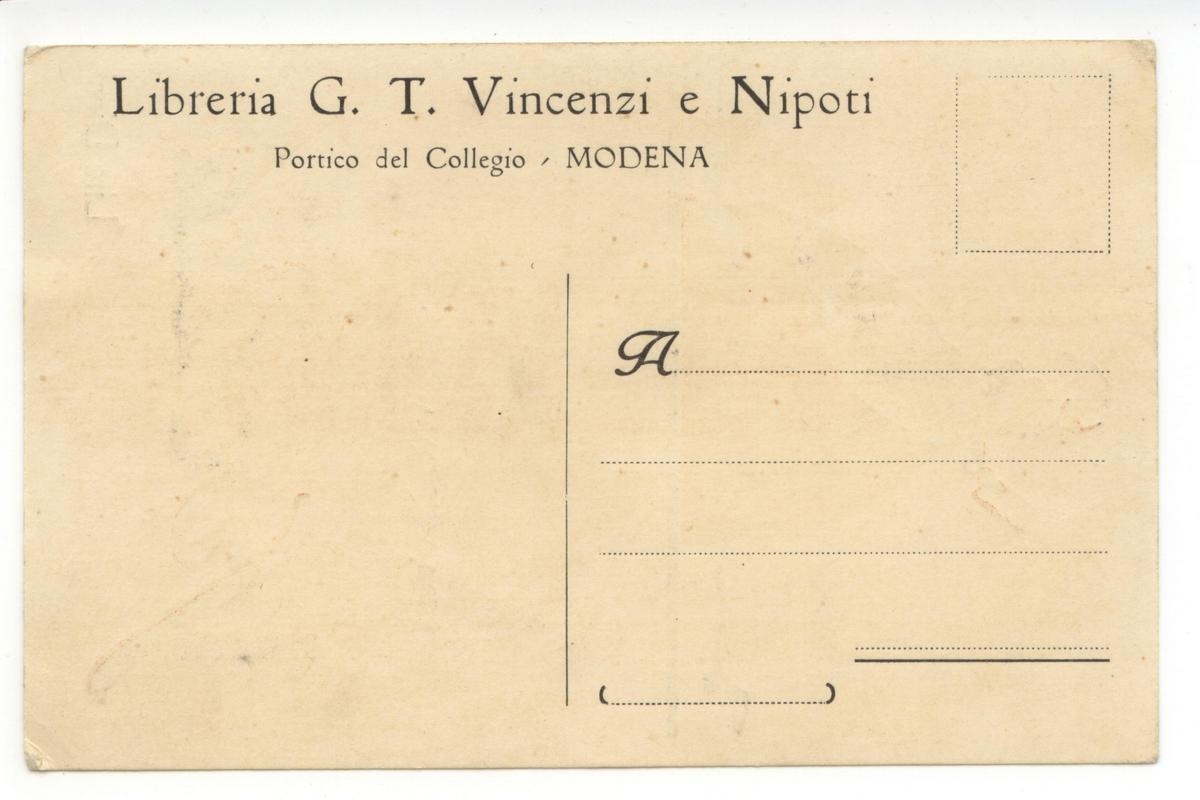 Libreria G. T. Vincenzi e Nipoti
Portico del Collegio - MODENA
A